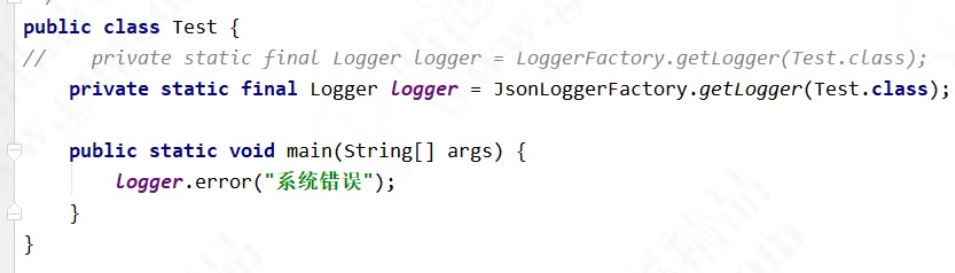 public class Test {
//    private static final Logger logger = LoggerFactory.getLogger(Test.class);
    private static final Logger logger = JsonLoggerFactory.getLogger(Test.class);
    public static void main(String[] args) {
        logger.error("系统错误");
    }
}